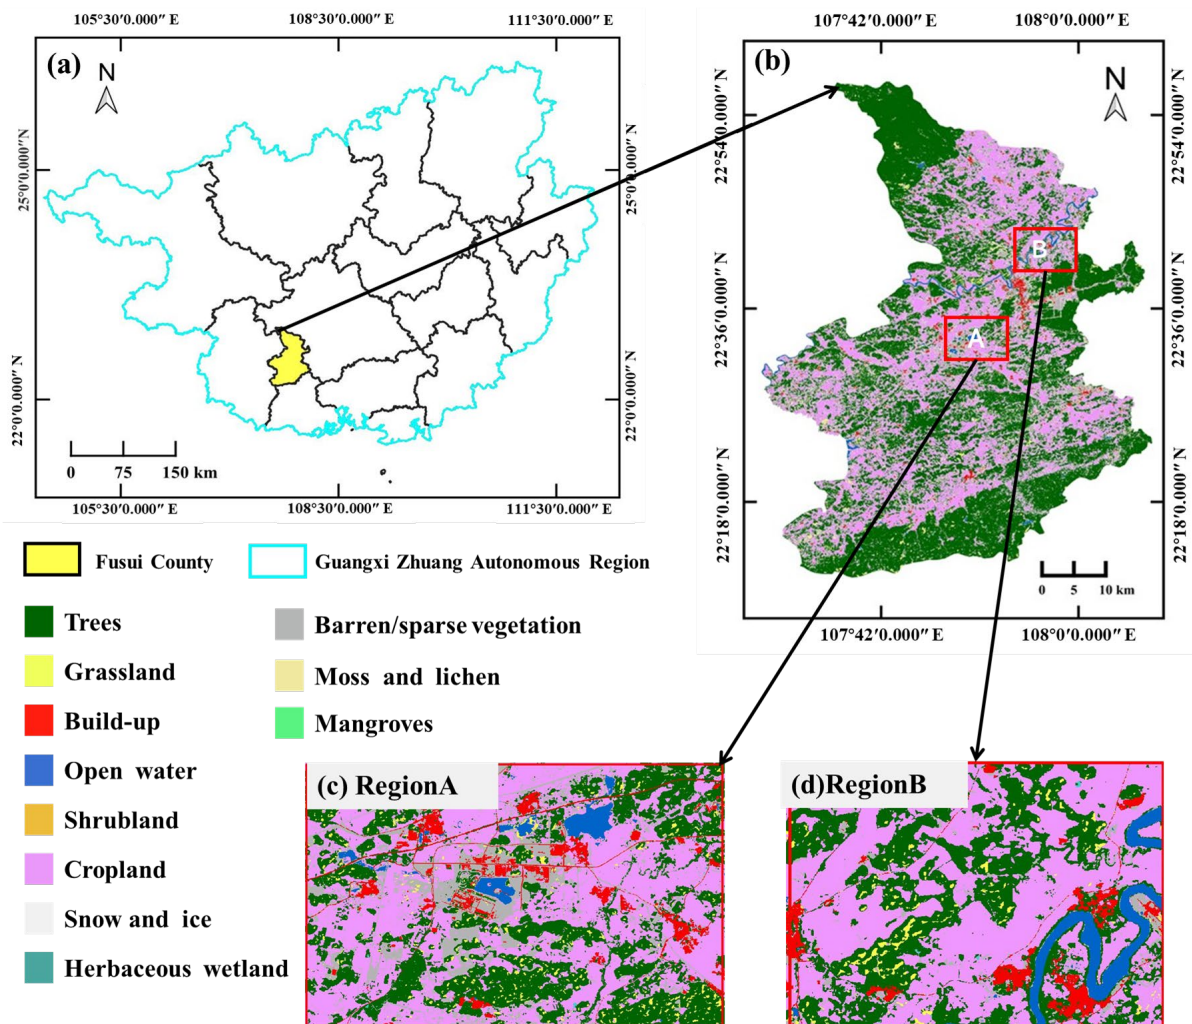 105°30′0.000″ E
108°30′0.000″ E
111°30′0.000″ E
(a)
N
25°0′0.000″ N
25°0′0.000″ N
22°0′0.000″ N
22°0′0.000″ N
0 75 150 km
105°30′0.000″ E
108°30′0.000″ E
111°30′0.000″ E
107°42′0.000″ E
108°0′0.000″ E
(b)
N
22°54′0.000″ N
22°54′0.000″ N
22°36′0.000″ N
22°36′0.000″ N
22°18′0.000″ N
22°18′0.000″ N
B
A
0 5 10 km
107°42′0.000″ E
108°0′0.000″ E
Fusui County
Guangxi Zhuang Autonomous Region
Trees
Grassland
Build-up
Open water
Shrubland
Cropland
Snow and ice
Herbaceous wetland
Barren/sparse vegetation
Moss and lichen
Mangroves
(c) RegionA
(d)RegionB